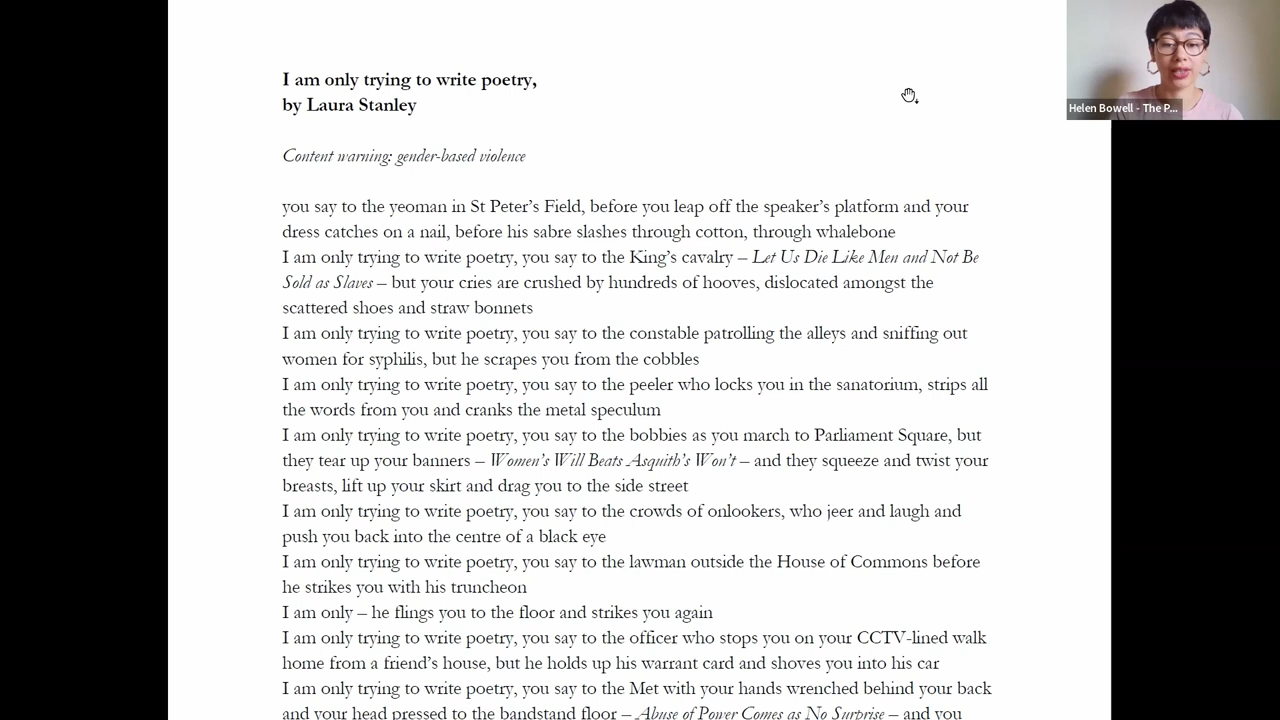 I am only trying to write poetry,
by Laura Stanley
Helen Bowell - The P...
Content warning: gender-based violence
you say to the yeoman in St Peter’s Field, before you leap off the speaker’s platform and your
dress catches on a nail, before his sabre slashes through cotton, through whalebone
I am only trying to write poetry, you say to the King’s cavalry – Let Us Die Like Men and Not Be
Sold as Slaves – but your cries are crushed by hundreds of hooves, dislocated amongst the
scattered shoes and straw bonnets
I am only trying to write poetry, you say to the constable patrolling the alleys and sniffing out
women for syphilis, but he scrapes you from the cobbles
I am only trying to write poetry, you say to the peeler who locks you in the sanatorium, strips all
the words from you and cranks the metal speculum
I am only trying to write poetry, you say to the bobbies as you march to Parliament Square, but
they tear up your banners – Women’s Will Beats Asquith’s Won’t – and they squeeze and twist your
breasts, lift up your skirt and drag you to the side street
I am only trying to write poetry, you say to the crowds of onlookers, who jeer and laugh and
push you back into the centre of a black eye
I am only trying to write poetry, you say to the lawman outside the House of Commons before
he strikes you with his truncheon
I am only – he flings you to the floor and strikes you again
I am only trying to write poetry, you say to the officer who stops you on your CCTV-lined walk
home from a friend’s house, but he holds up his warrant card and shoves you into his car
I am only trying to write poetry, you say to the Met with your hands wrenched behind your back
and your head pressed to the bandstand floor – Abuse of Power Comes as No Surprise – and you